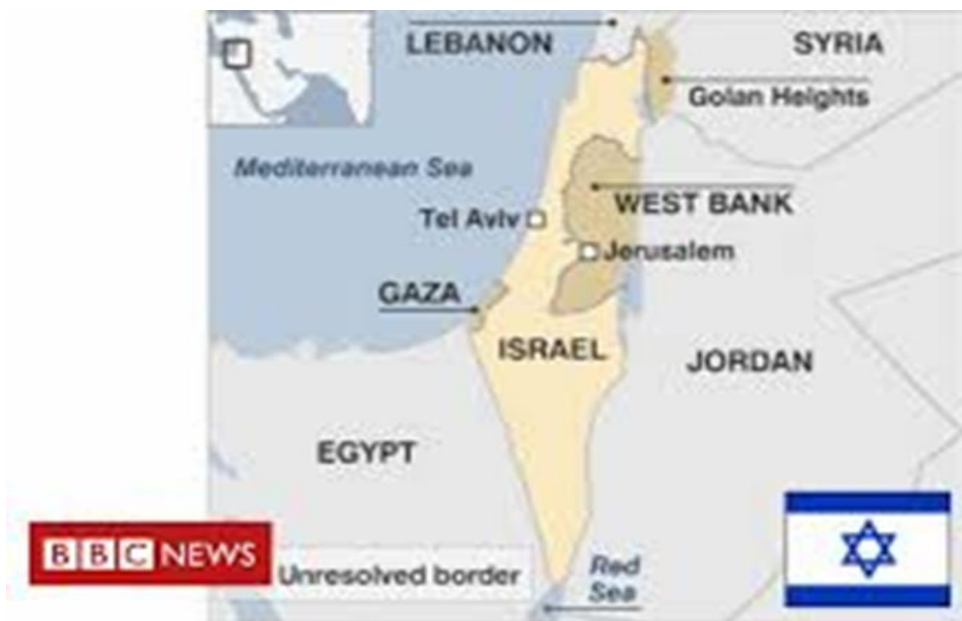 LEBANON
SYRIA
Golan Heights
Mediterranean Sea
WEST BANK
Tel Aviv
Jerusalem
GAZA
ISRAEL
JORDAN
EGYPT
BBC NEWS
Unresolved border
Red
Sea